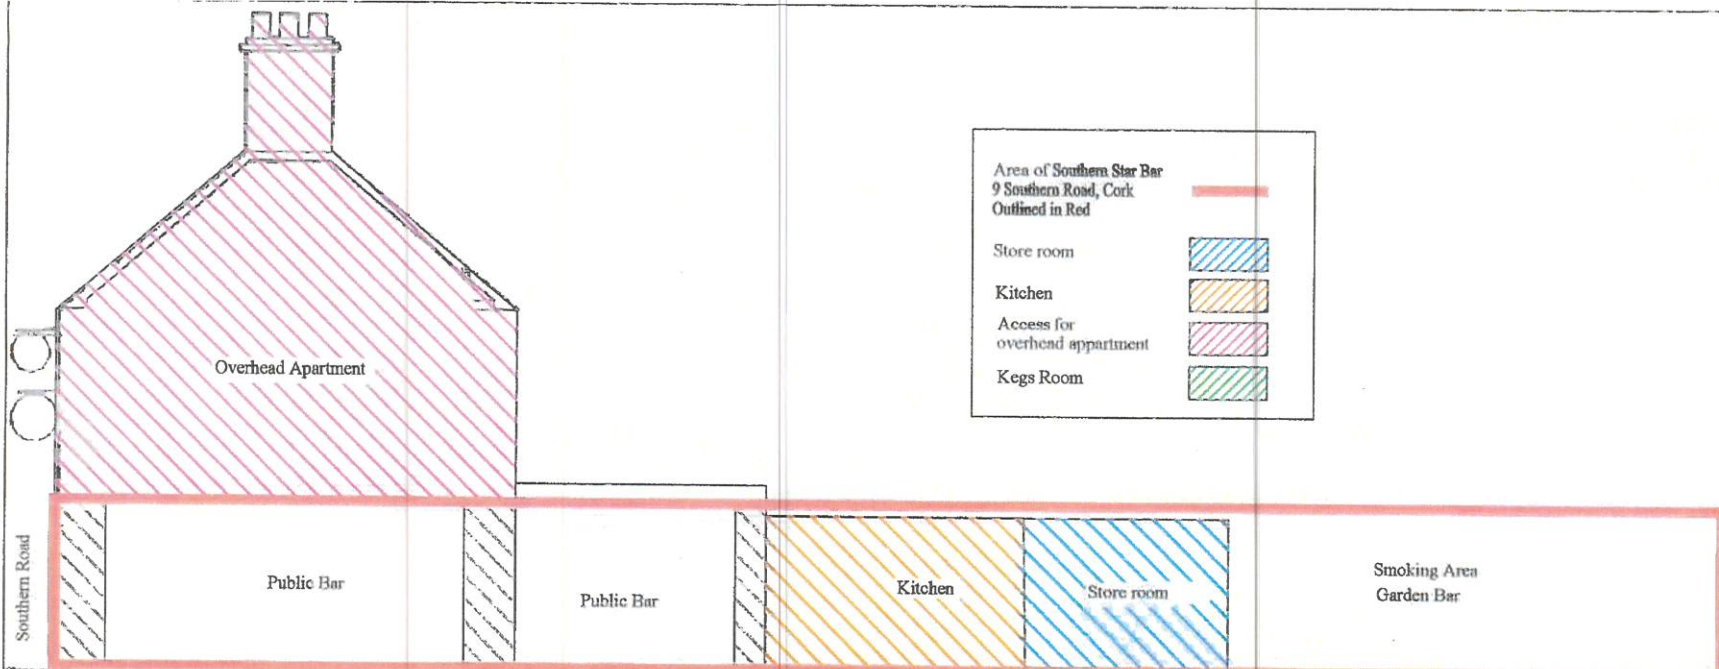 Area of Southern Star Bar
9 Southern Road, Cork
Outlined in Red
Store room
Kitchen
Access for
overhead appartment
Kegs Room
Overhead Apartment
Southern Road
Public Bar
Public Bar
Kitchen
Store room
Smoking Area
Garden Bar